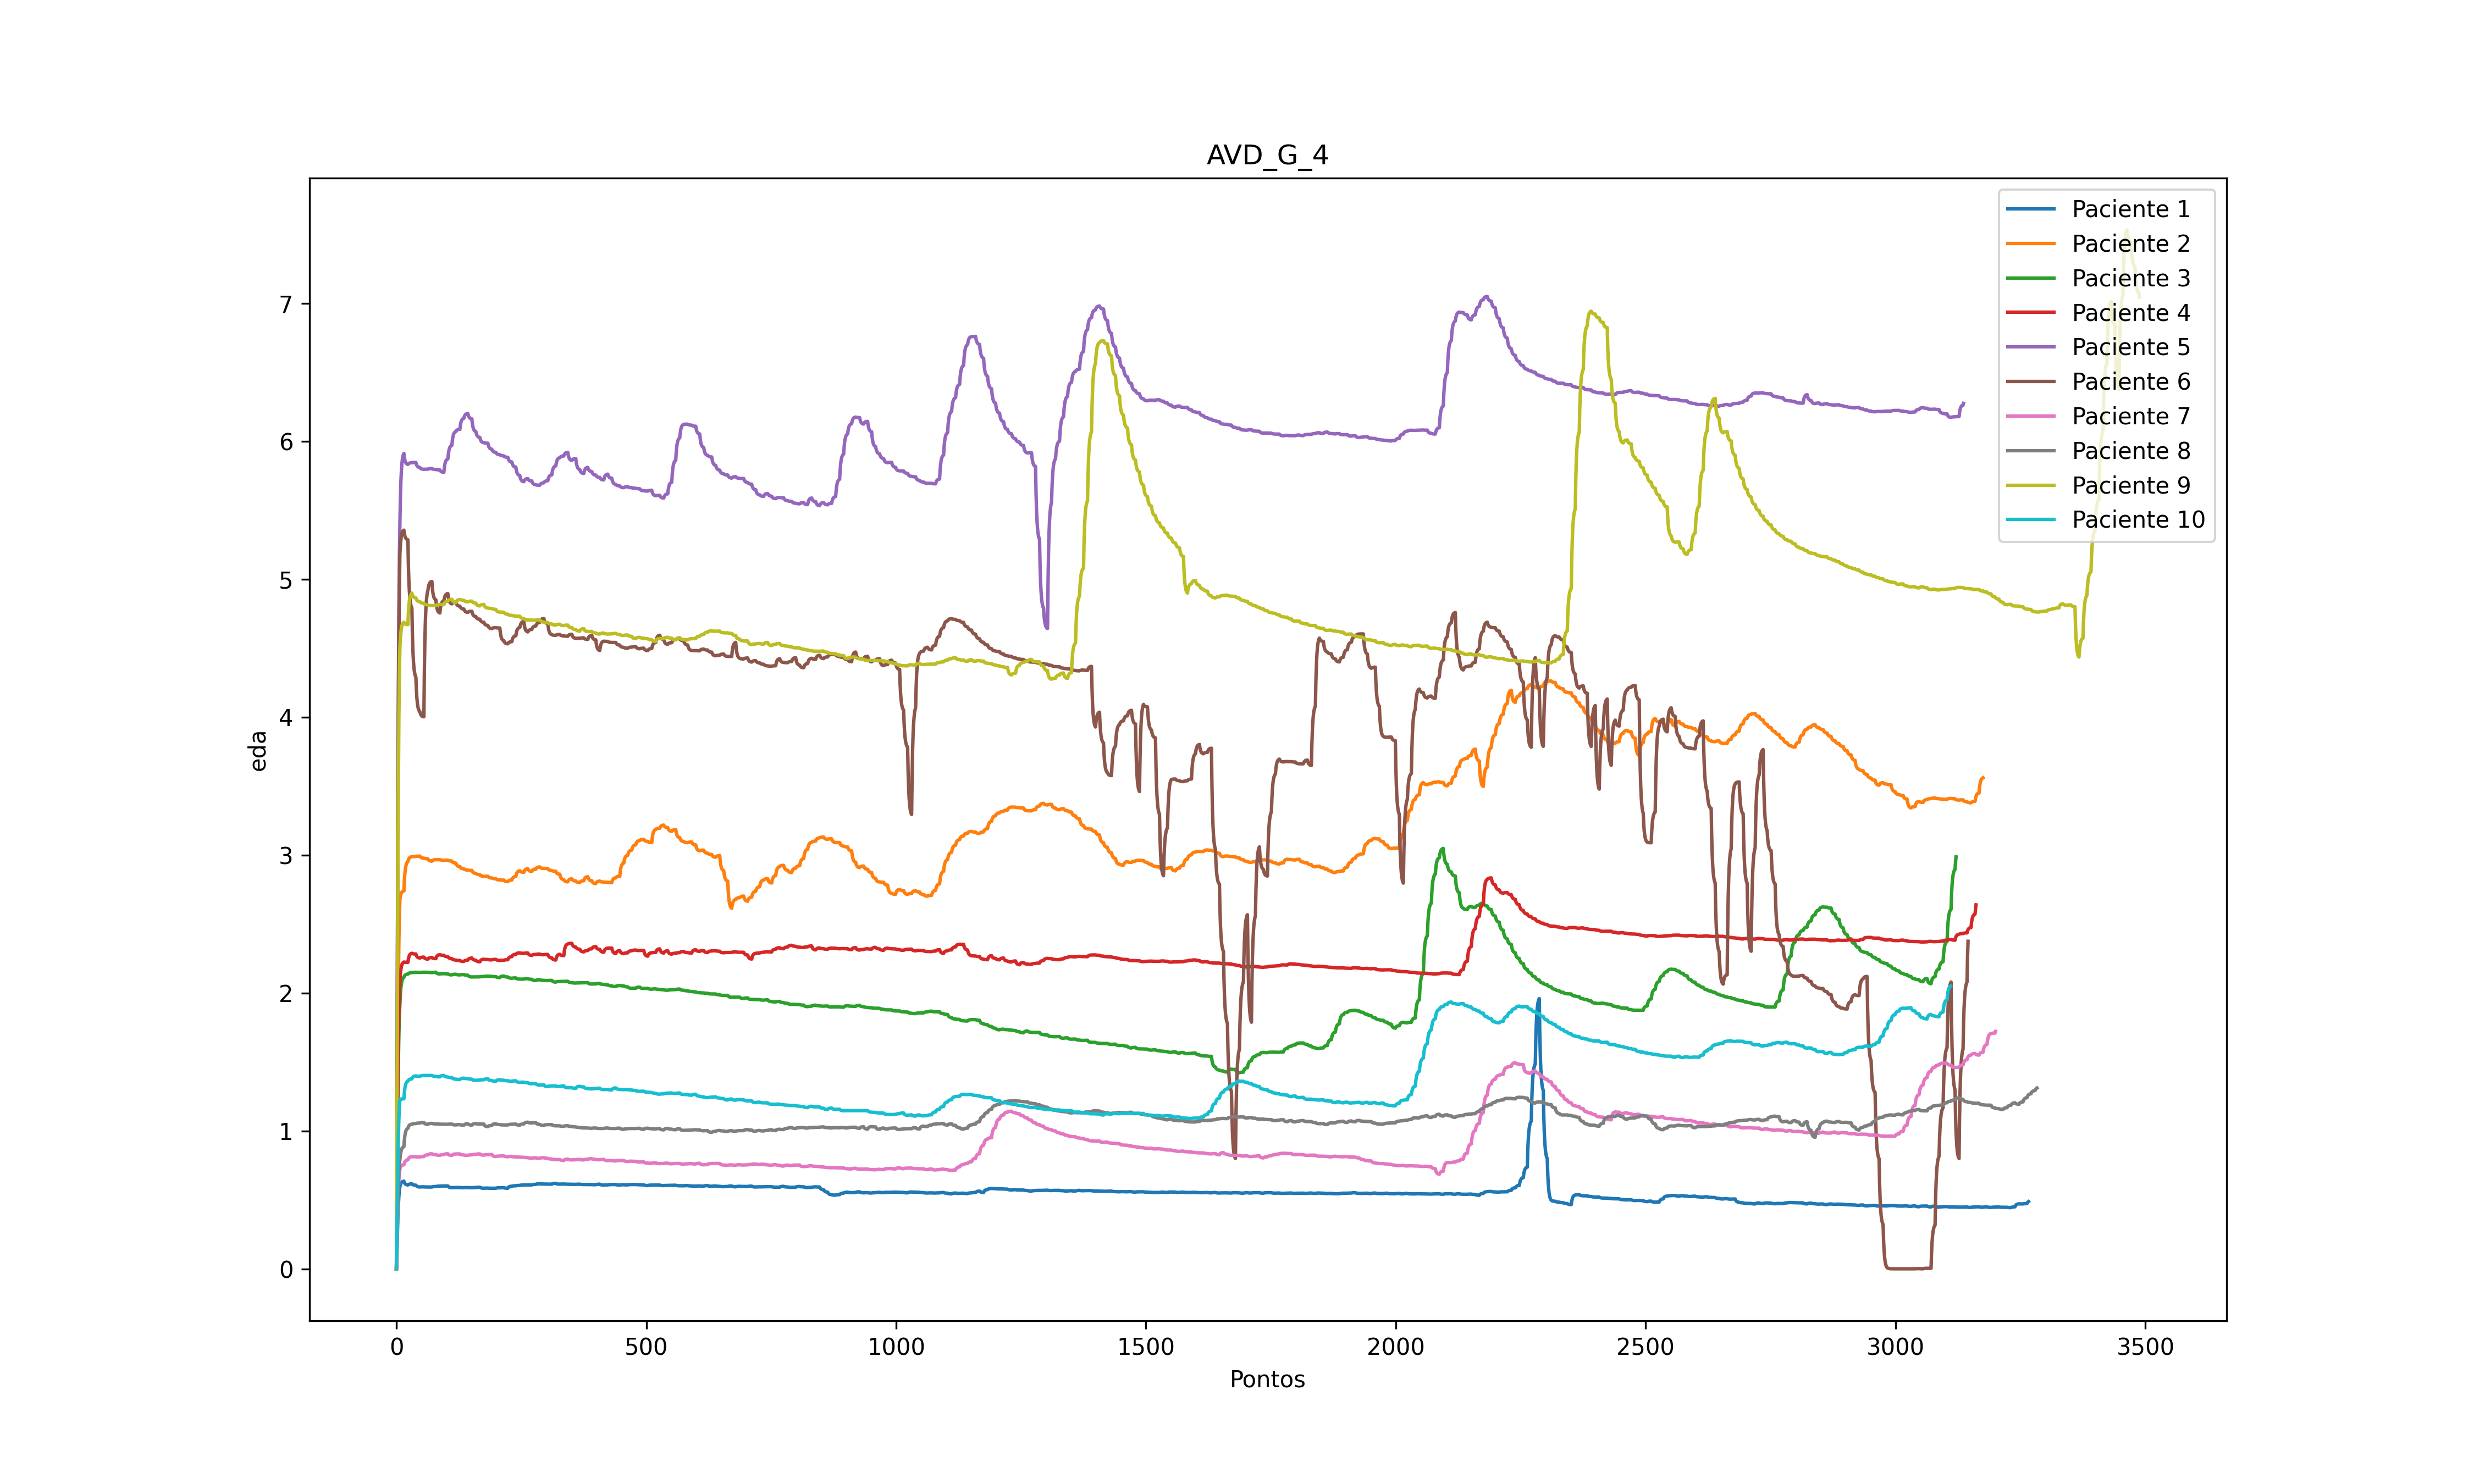 AVD_G_4
Paciente 1
Paciente 2
Paciente 3
Paciente 4
Paciente 5
Paciente 6
Paciente 7
Paciente 8
Paciente 9
Paciente 10
7
6
5
4
3
2
1
0
eda
0 500 1000 1500 2000 2500 3000 3500
Pontos